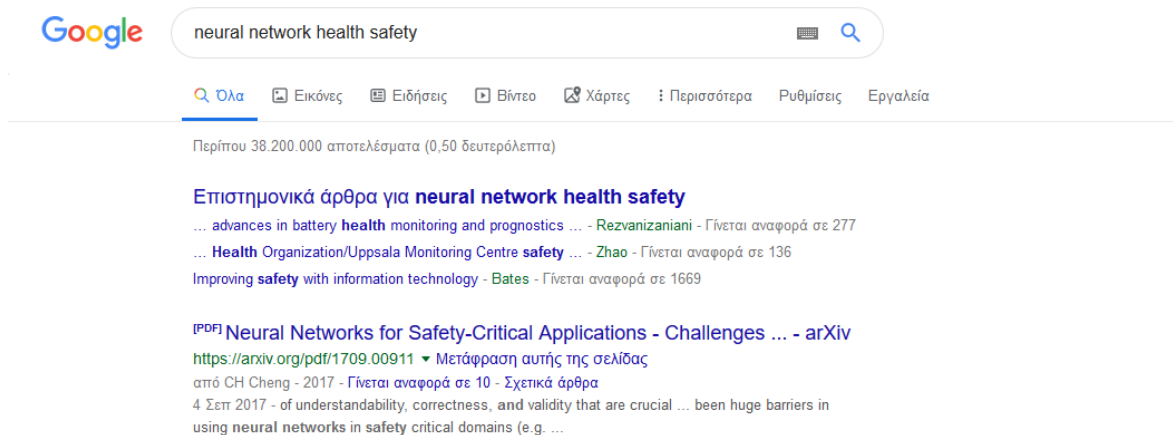 Google
neural network health safety
Όλα Εικόνες Ειδήσεις Βίντεο Χάρτες Περισσότερα Ρυθμίσεις Εργαλεία
Περίπου 38.200.000 αποτελέσματα (0,50 δευτερόλεπτα)
Επιστημονικά άρθρα για neural network health safety
... advances in battery health monitoring and prognostics ... - Rezvanizaniani - Γίνεται αναφορά σε 277
... Health Organization/Uppsala Monitoring Centre safety ... - Zhao - Γίνεται αναφορά σε 136
Improving safety with information technology - Bates - Γίνεται αναφορά σε 1669
[PDF] Neural Networks for Safety-Critical Applications - Challenges ... - arXiv
https://arxiv.org/pdf/1709.00911 ▼ Μετάφραση αυτής της σελίδας
από CH Cheng - 2017 - Γίνεται αναφορά σε 10 - Σχετικά άρθρα
4 Σεπ 2017 - of understandability, correctness, and validity that are crucial ... been huge barriers in
using neural networks in safety critical domains (e.g. ...